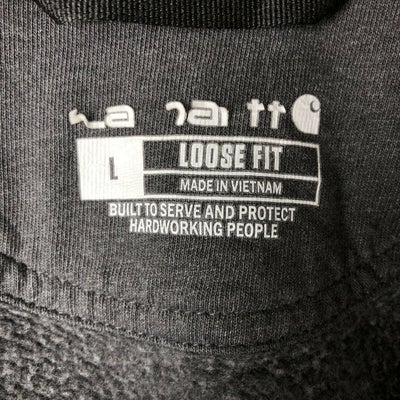 L
LOOSE FIT
MADE IN VIETNAM
BUILT TO SERVE AND PROTECT
HARDWORKING PEOPLE